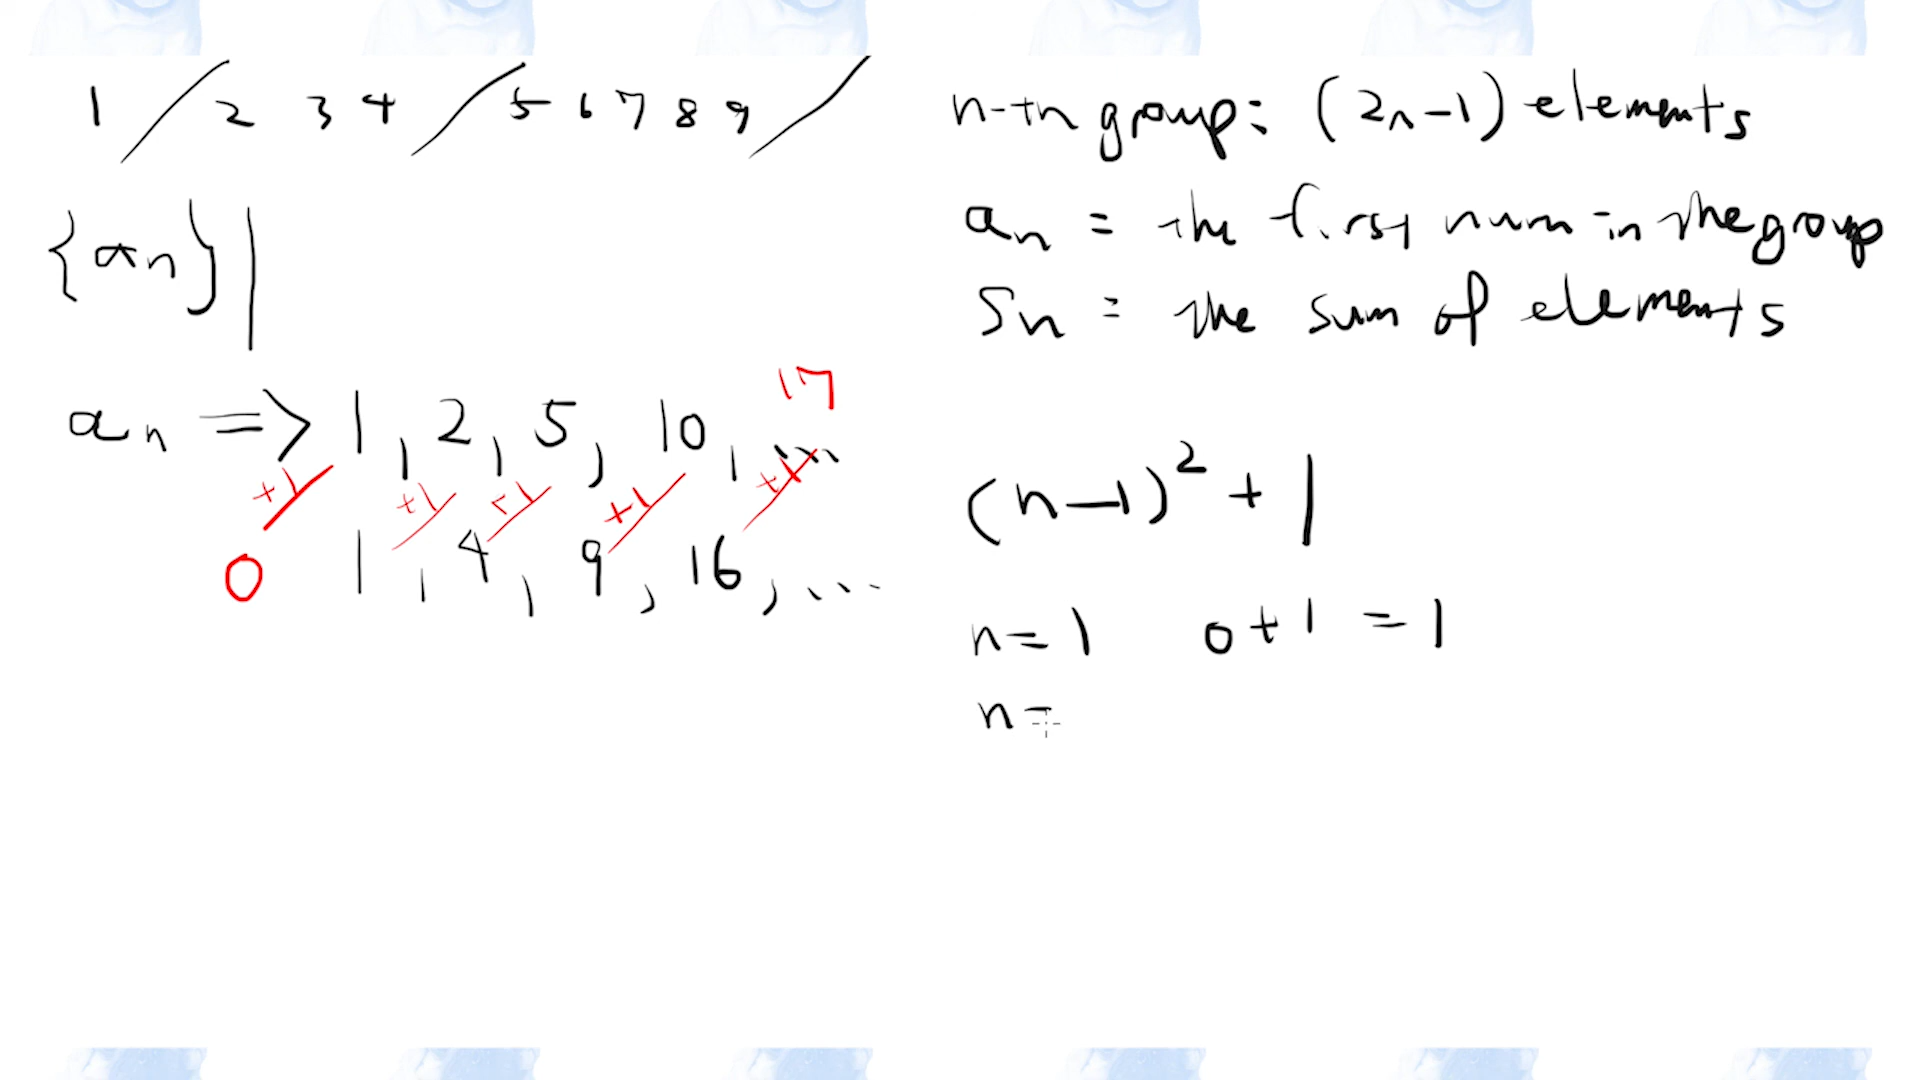 1 / 2 3 4 / 5 6 7 8 9 /
n-th group: (2n-1) elements
{an} |
an = the first num in the group
Sn = the sum of elements
17
an => 1, 2, 5, 10, ...
+1 +1 +1 +1 +1
0 1, 4, 9, 16, ...
(n-1)² + 1
n=1 0+1=1
n=